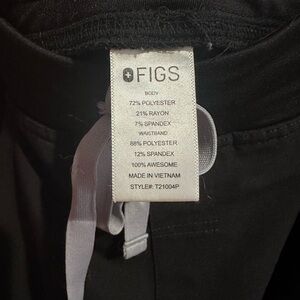 FIGS
BODY
72% POLYESTER
21% RAYON
7% SPANDEX
WAISTBAND
88% POLYESTER
12% SPANDEX
100% AWESOME
MADE IN VIETNAM
STYLE#: T21004P